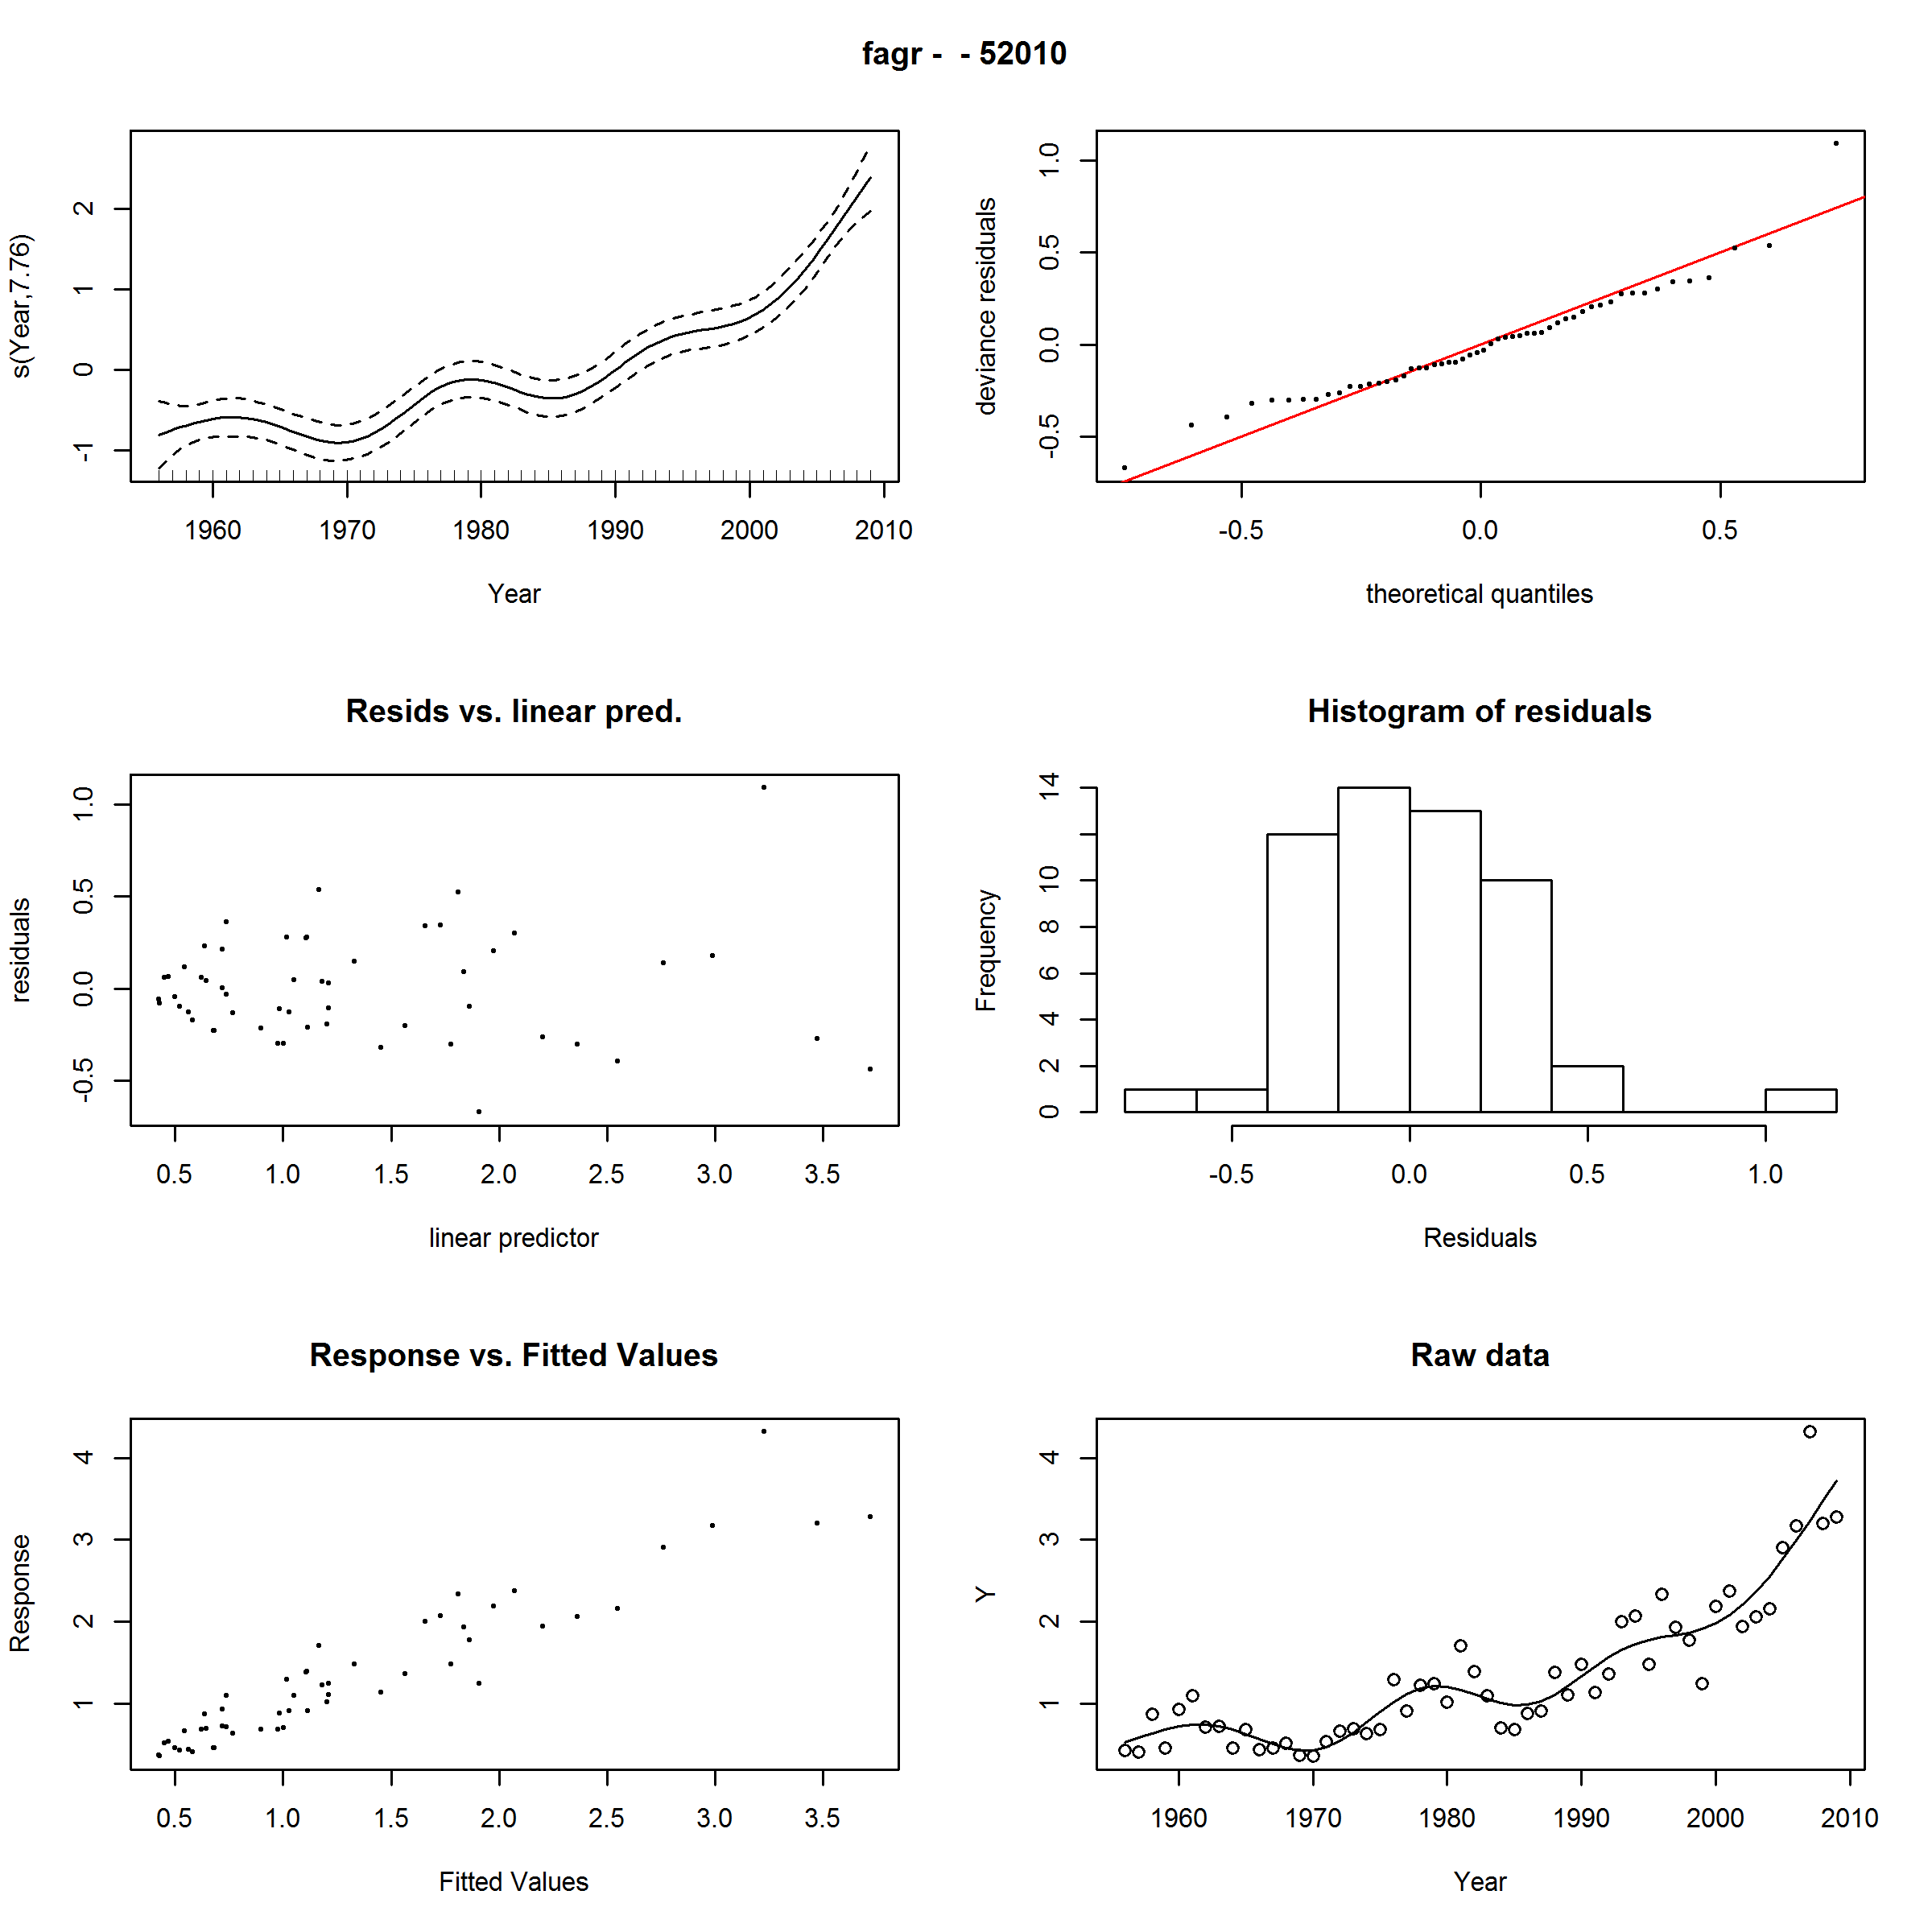 fagr -  - 52010
s(Year,7.76)
-1 0 1 2
1960 1970 1980 1990 2000 2010
Year
deviance residuals
-0.5 0.0 0.5 1.0
-0.5 0.0 0.5
theoretical quantiles
Resids vs. linear pred.
residuals
-0.5 0.0 0.5 1.0
0.5 1.0 1.5 2.0 2.5 3.0 3.5
linear predictor
Histogram of residuals
Frequency
0 2 4 6 8 10 14
-0.5 0.0 0.5 1.0
Residuals
Response vs. Fitted Values
Response
1 2 3 4
0.5 1.0 1.5 2.0 2.5 3.0 3.5
Fitted Values
Raw data
Y
1 2 3 4
1960 1970 1980 1990 2000 2010
Year